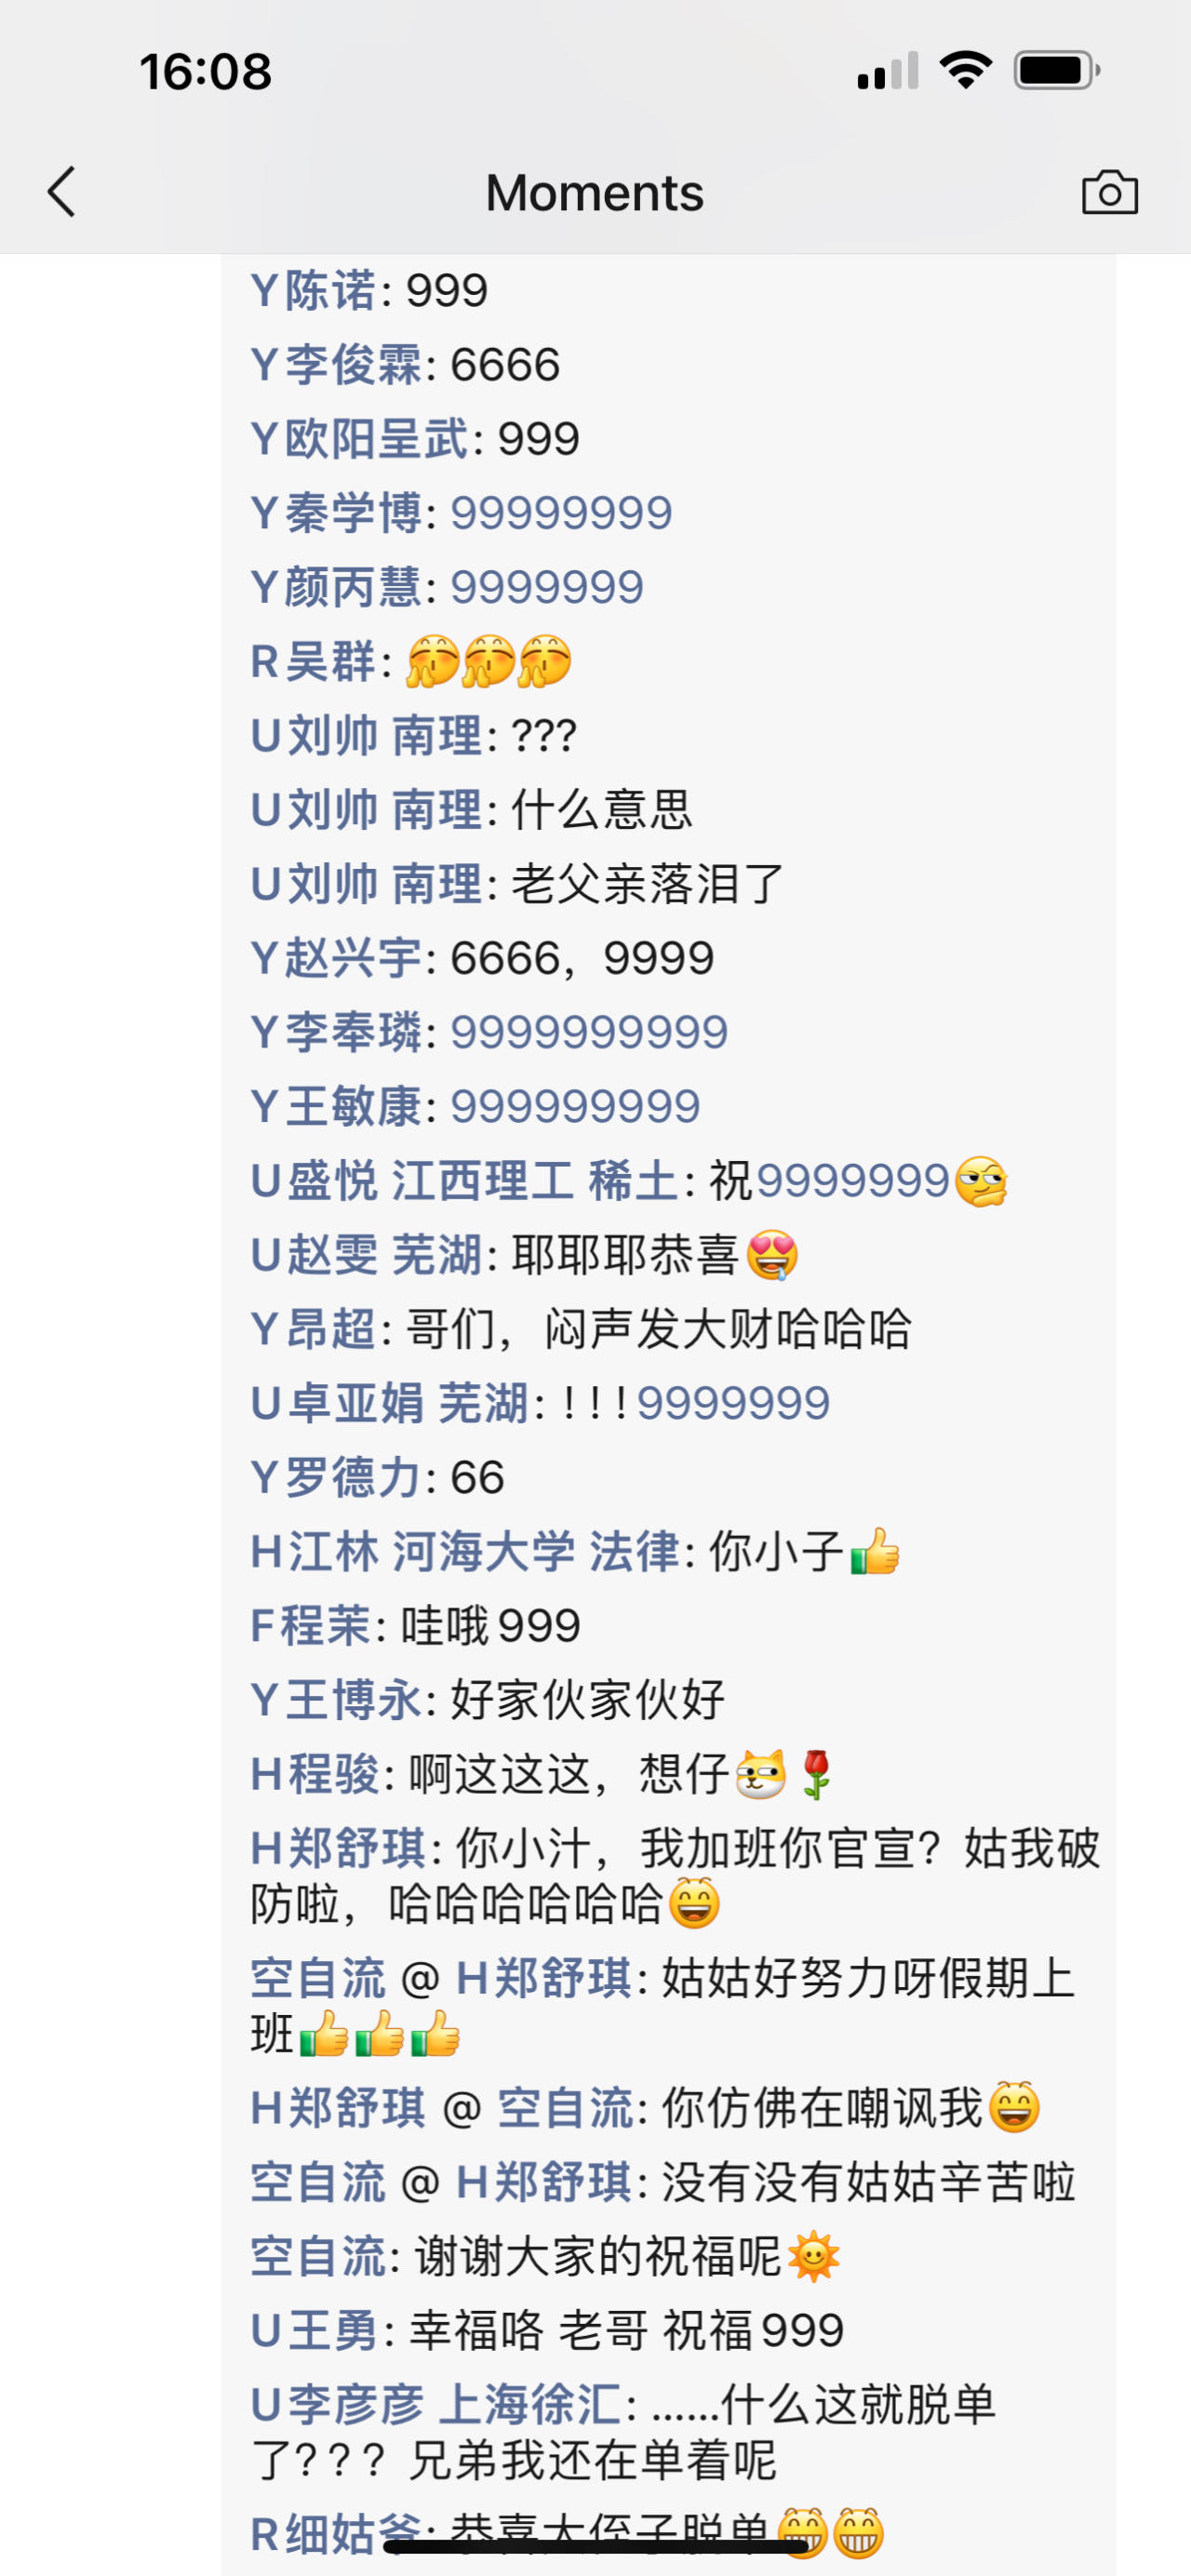 16:08
Moments
Y陈诺: 999
Y李俊霖: 6666
Y欧阳呈武: 999
Y秦学博: 99999999
Y颜丙慧: 9999999
R吴群: 🤭🤭🤭
U刘帅 南理: ???
U刘帅 南理: 什么意思
U刘帅 南理: 老父亲落泪了
Y赵兴宇: 6666，9999
Y李奉璘: 9999999999
Y王敏康: 999999999
U盛悦 江西理工 稀土: 祝9999999
U赵雯 芜湖: 耶耶耶恭喜😍
Y昂超: 哥们，闷声发大财哈哈哈
U卓亚娟 芜湖: ！！！9999999
Y罗德力: 66
H江林 河海大学 法律: 你小子👍
F程茉: 哇哦999
Y王博永: 好家伙家伙好
H程骏: 啊这这这，想仔🌹
H郑舒琪: 你小汁，我加班你官宣？姑我破
防啦，哈哈哈哈哈哈😄
空自流 @ H郑舒琪: 姑姑好努力呀假期上
班👍👍👍
H郑舒琪 @ 空自流: 你仿佛在嘲讽我😄
空自流 @ H郑舒琪: 没有没有姑姑辛苦啦
空自流: 谢谢大家的祝福呢🌞
U王勇: 幸福咯 老哥 祝福999
U李彦彦 上海徐汇: ......什么这就脱单
了？？？兄弟我还在单着呢
R细姑爷: 恭喜大侄子脱单😁😁